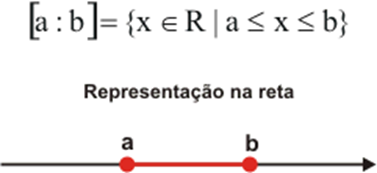 [a : b]= {x ∈ R | a ≤ x ≤ b}
Representação na reta
a b